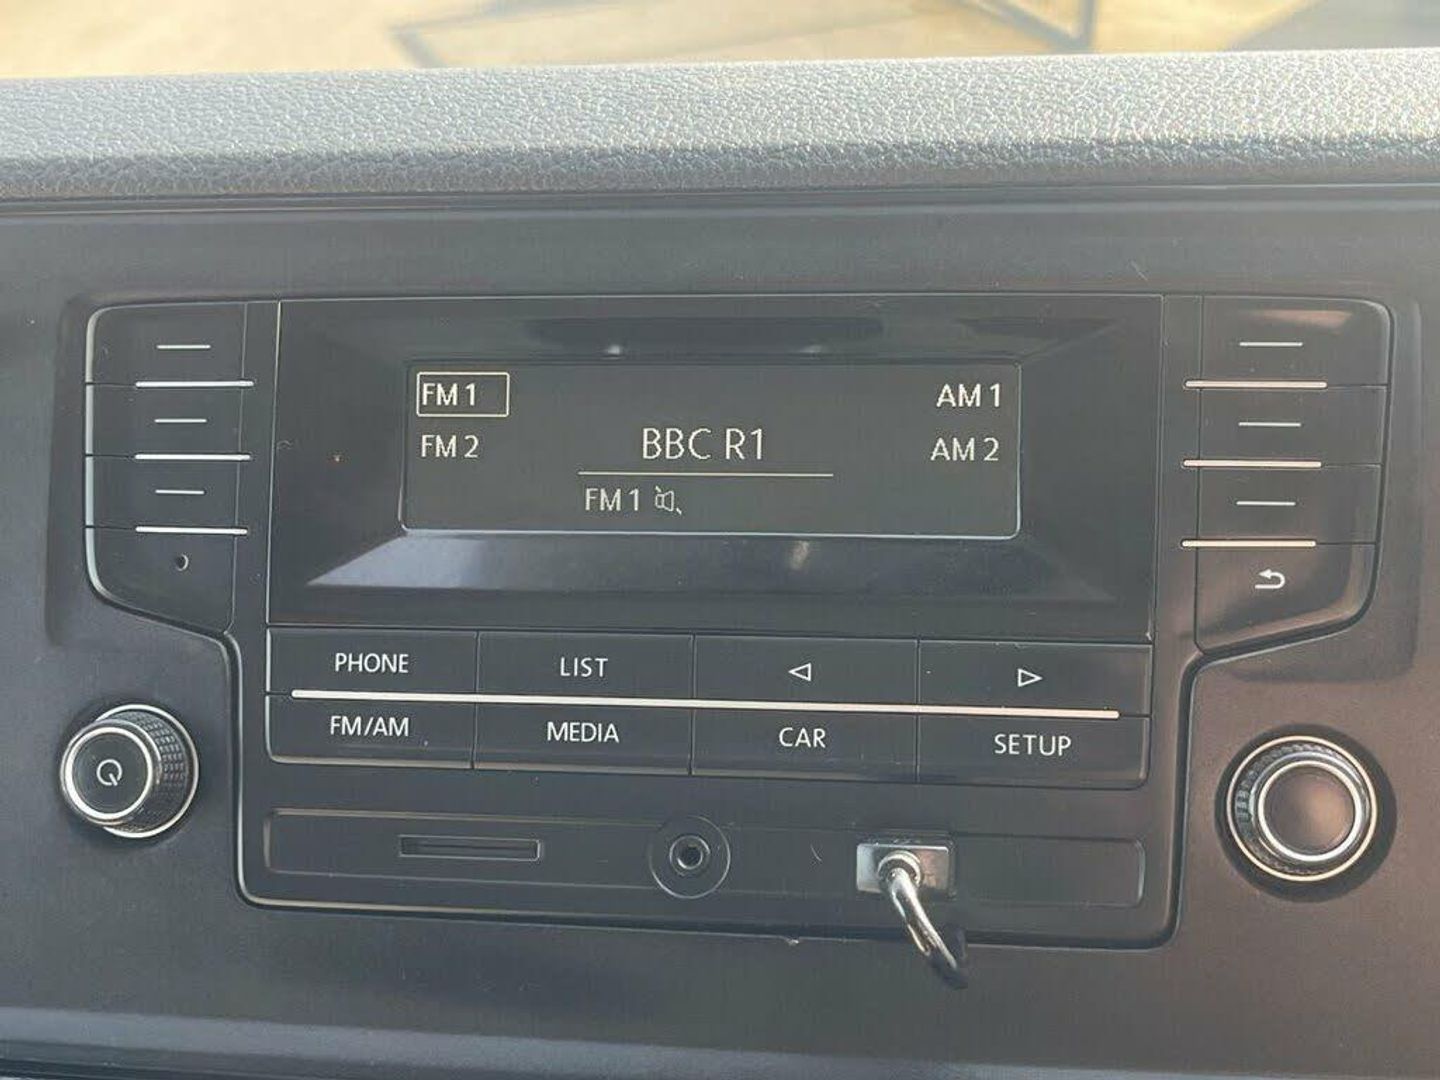 FM 1
AM 1
FM 2
BBC R1
AM 2
FM 1
PHONE
LIST
FM/AM
MEDIA
CAR
SETUP